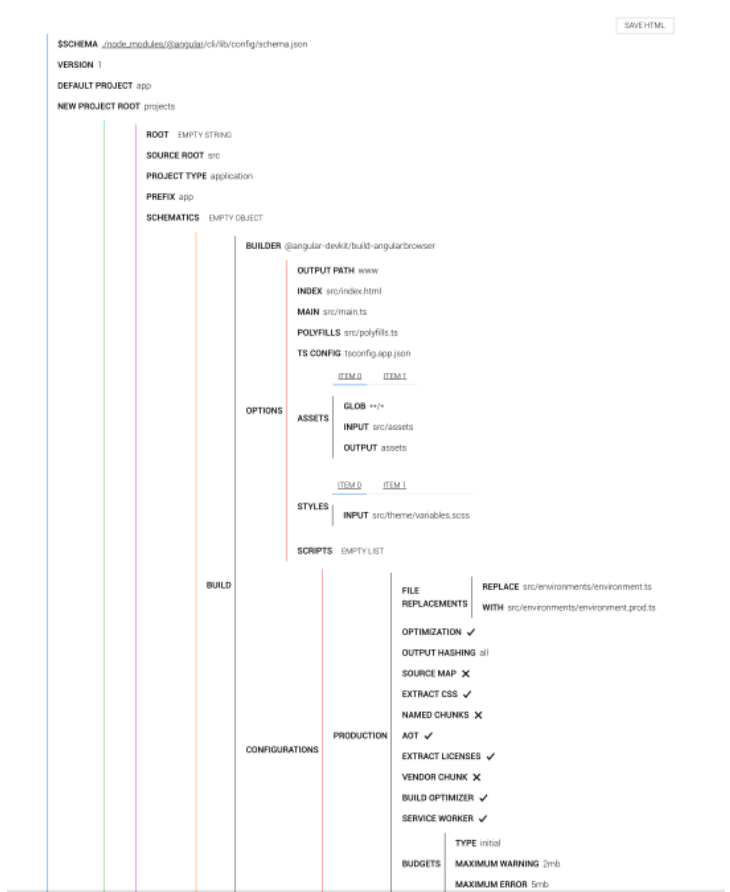 SAVE HTML
$SCHEMA ./node_modules/@angular/cli/lib/config/schema.json
VERSION 1
DEFAULT PROJECT app
NEW PROJECT ROOT projects
ROOT EMPTY STRING
SOURCE ROOT src
PROJECT TYPE application
PREFIX app
SCHEMATICS EMPTY OBJECT
BUILDER @angular-devkit/build-angular:browser
OUTPUT PATH www
INDEX src/index.html
MAIN src/main.ts
POLYFILLS src/polyfills.ts
TS CONFIG tsconfig.app.json
ITEM 0 ITEM 1
GLOB **/*
OPTIONS
ASSETS
INPUT src/assets
OUTPUT assets
ITEM 0 ITEM 1
STYLES
INPUT src/theme/variables.scss
SCRIPTS EMPTY LIST
BUILD
FILE
REPLACEMENTS
REPLACE src/environments/environment.ts
WITH src/environments/environment.prod.ts
OPTIMIZATION ✓
OUTPUT HASHING all
SOURCE MAP ✕
EXTRACT CSS ✓
NAMED CHUNKS ✕
PRODUCTION
AOT ✓
CONFIGURATIONS
EXTRACT LICENSES ✓
VENDOR CHUNK ✕
BUILD OPTIMIZER ✓
SERVICE WORKER ✓
TYPE initial
BUDGETS
MAXIMUM WARNING 2mb
MAXIMUM ERROR 5mb